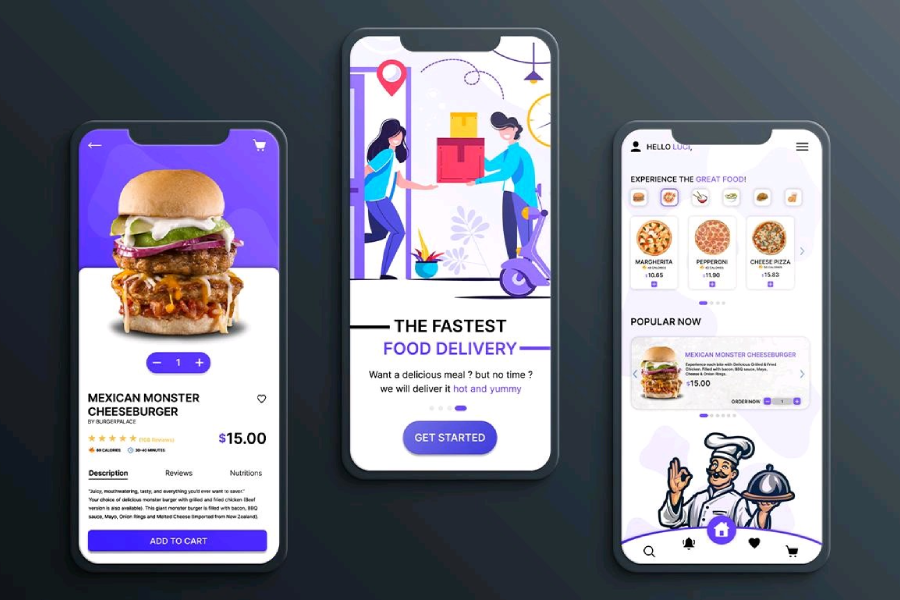 MEXICAN MONSTER
CHEESEBURGER
BY BURGERPALACE
$15.00
1
Description
Reviews
Nutritions
"Juicy, mouthwatering, tasty, and everything you'd ever want to savor."
Your choice of delicious monster burger with grilled and fried chicken (Beef
version is also available). This giant monster burger is filled with bacon, BBQ
sauce, Mayo, Onion Rings and Melted Cheese (Imported from New Zealand).
ADD TO CART
THE FASTEST
FOOD DELIVERY
Want a delicious meal ? but no time ?
we will deliver it hot and yummy
GET STARTED
HELLO LUCI,
EXPERIENCE THE GREAT FOOD!
MARGHERITA
$10.65
PEPPERONI
$11.90
CHEESE PIZZA
$15.83
POPULAR NOW
MEXICAN MONSTER CHEESEBURGER
Experience each bite with Delicious Grilled & Fried
Chicken. Filled with bacon, BBQ sauce, Mayo,
Cheese & Onion Rings.
$15.00
ORDER NOW
1